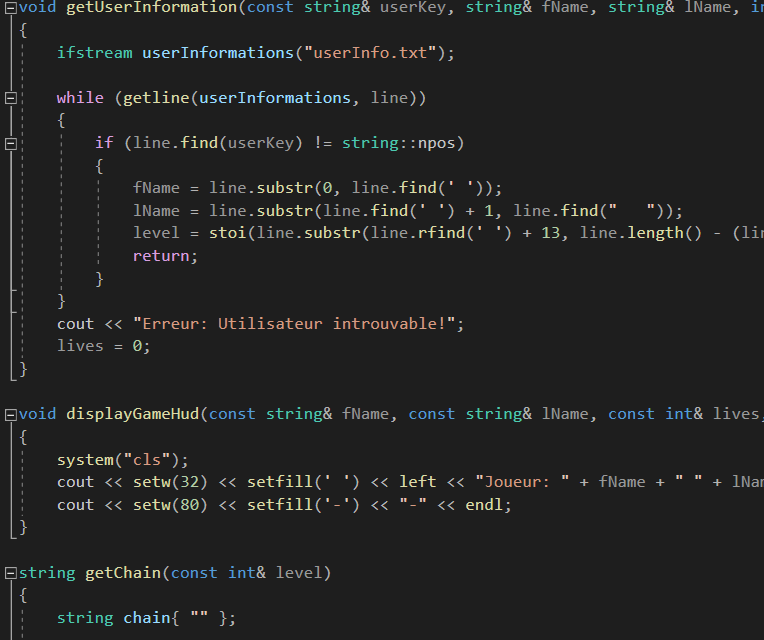 void getUserInformation(const string& userKey, string& fName, string& lName, in
{
ifstream userInformations("userInfo.txt");
while (getline(userInformations, line))
{
if (line.find(userKey) != string::npos)
{
fName = line.substr(0, line.find(' '));
lName = line.substr(line.find(' ') + 1, line.find("   "));
level = stoi(line.substr(line.rfind(' ') + 13, line.length() - (lin
return;
}
}
cout << "Erreur: Utilisateur introuvable!";
lives = 0;
}
void displayGameHud(const string& fName, const string& lName, const int& lives,
{
system("cls");
cout << setw(32) << setfill(' ') << left << "Joueur: " + fName + " " + lNam
cout << setw(80) << setfill('-') << "-" << endl;
}
string getChain(const int& level)
{
string chain{ "" };